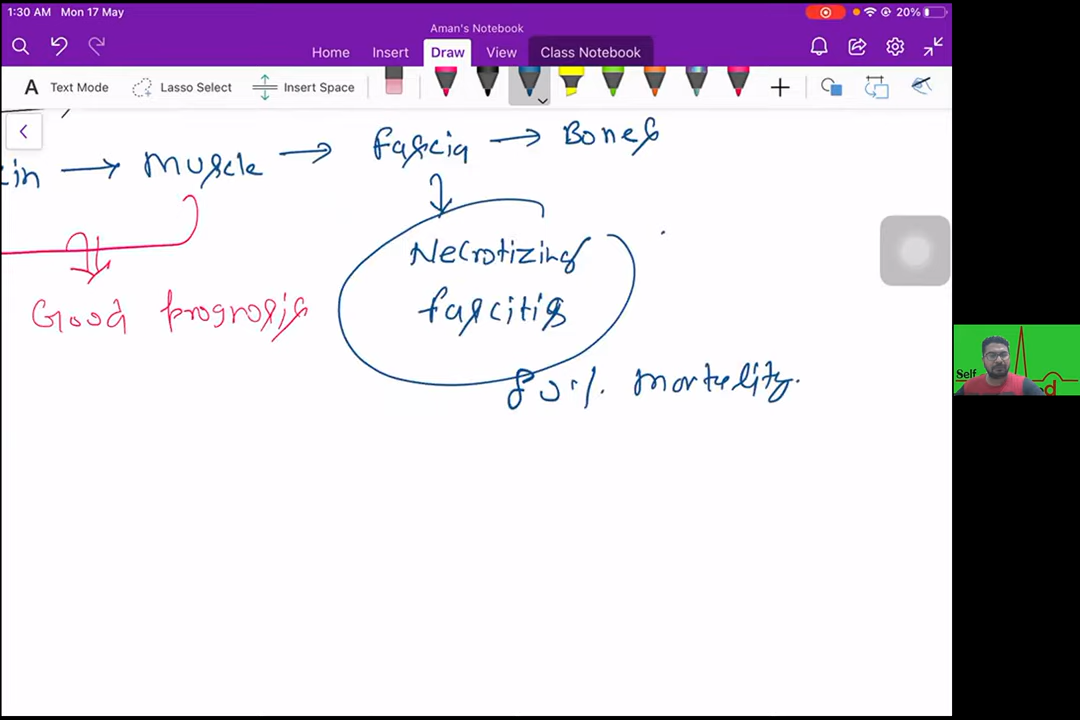 1:30 AM Mon 17 May
20%
Aman's Notebook
Home Insert Draw View Class Notebook
A Text Mode Lasso Select Insert Space
Muscle → Fascia → Bones
Necrotizing
fascitis
Good prognosis
80% mortality.
Self